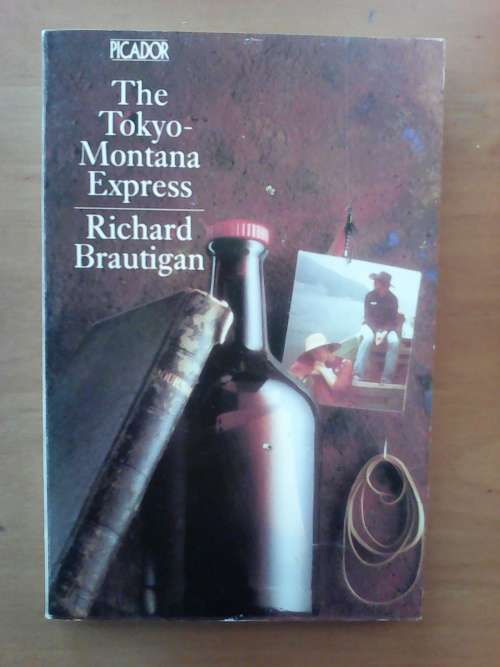 PICADOR
The
Tokyo-
Montana
Express
Richard
Brautigan